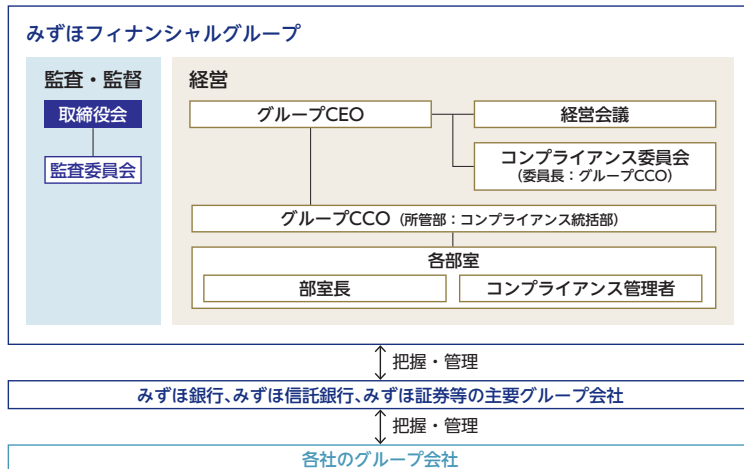 みずほフィナンシャルグループ
監査・監督
取締役会
監査委員会
経営
グループCEO
経営会議
コンプライアンス委員会
(委員長：グループCCO)
グループCCO (所管部：コンプライアンス統括部)
各部室
部室長
コンプライアンス管理者
把握・管理
みずほ銀行、みずほ信託銀行、みずほ証券等の主要グループ会社
把握・管理
各社のグループ会社